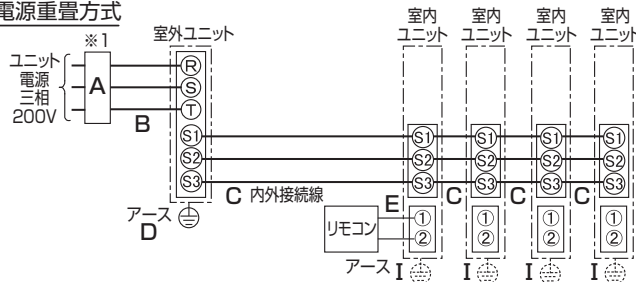 電源重畳方式
※1
ユニット
電源
三相
200V
A
B
室外ユニット
R
S
T
S1
S2
S3
アース
D
C 内外接続線
室内
ユニット
S1
S2
S3
E
リモコン
①
②
アース I
C
室内
ユニット
S1
S2
S3
①
②
I
C
室内
ユニット
S1
S2
S3
①
②
I
C
室内
ユニット
S1
S2
S3
①
②
I